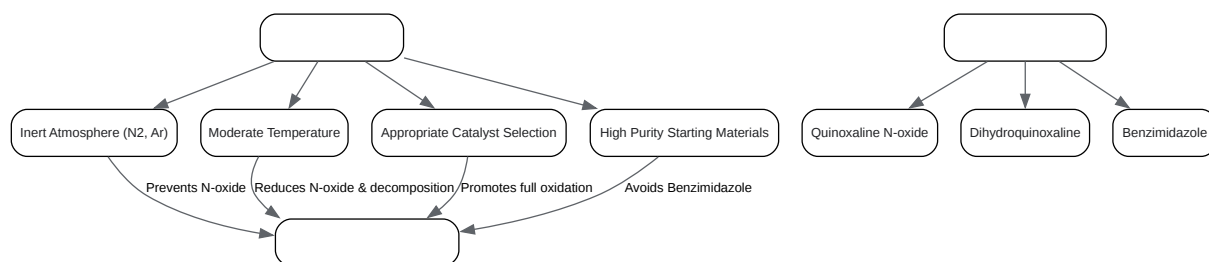 Inert Atmosphere (N2, Ar)
Moderate Temperature
Appropriate Catalyst Selection
High Purity Starting Materials
Quinoxaline N-oxide
Dihydroquinoxaline
Benzimidazole
Prevents N-oxide
Reduces N-oxide & decomposition
Promotes full oxidation
Avoids Benzimidazole